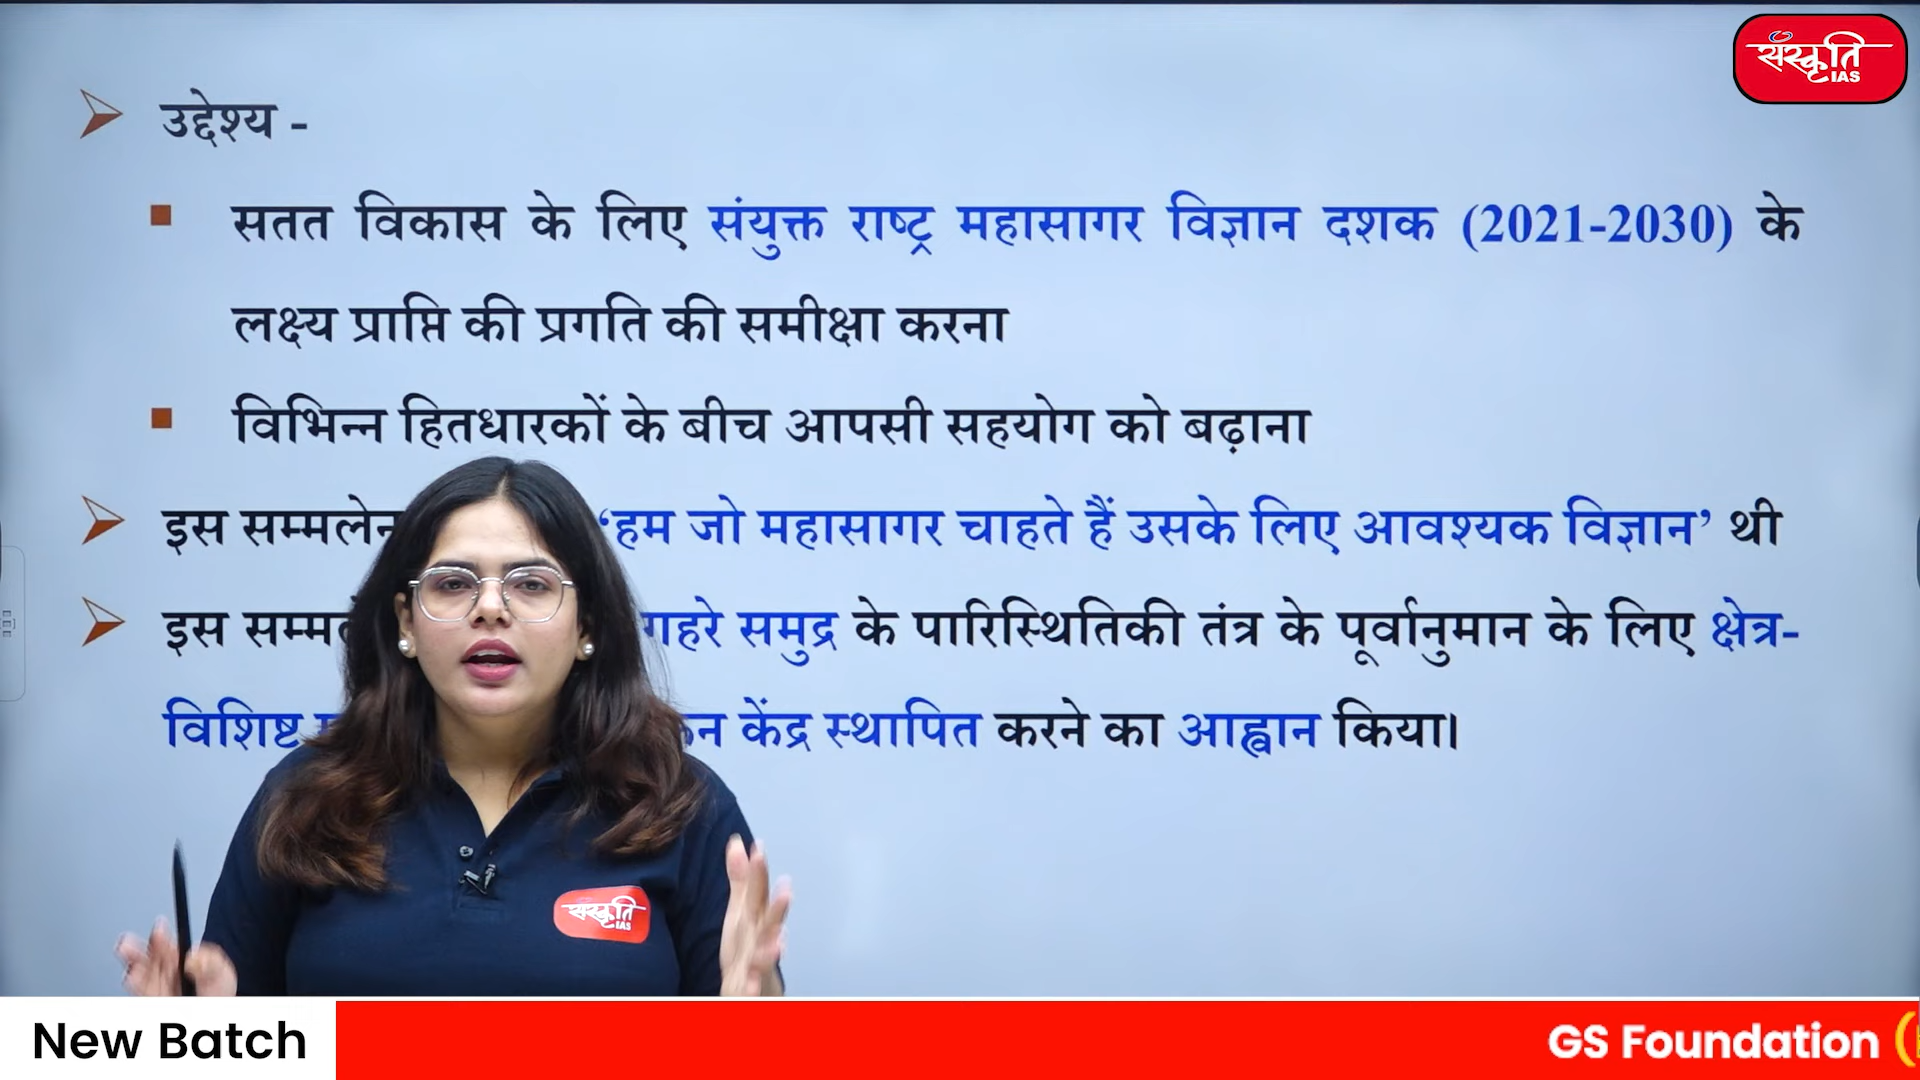 संस्कृति
IAS
उद्देश्य -
सतत विकास के लिए संयुक्त राष्ट्र महासागर विज्ञान दशक (2021-2030) के
लक्ष्य प्राप्ति की प्रगति की समीक्षा करना
विभिन्न हितधारकों के बीच आपसी सहयोग को बढ़ाना
इस सम्मलेन ‘हम जो महासागर चाहते हैं उसके लिए आवश्यक विज्ञान’ थी
इस गहरे समुद्र के पारिस्थितिकी तंत्र के पूर्वानुमान के लिए क्षेत्र-
विशिष्ट केंद्र स्थापित करने का आह्वान किया।
संस्कृति
IAS
New Batch
GS Foundation